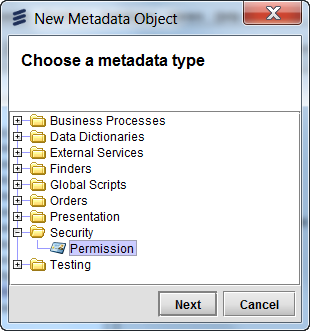 New Metadata Object
Choose a metadata type
Business Processes
Data Dictionaries
External Services
Finders
Global Scripts
Orders
Presentation
Security
Permission
Testing
Next Cancel